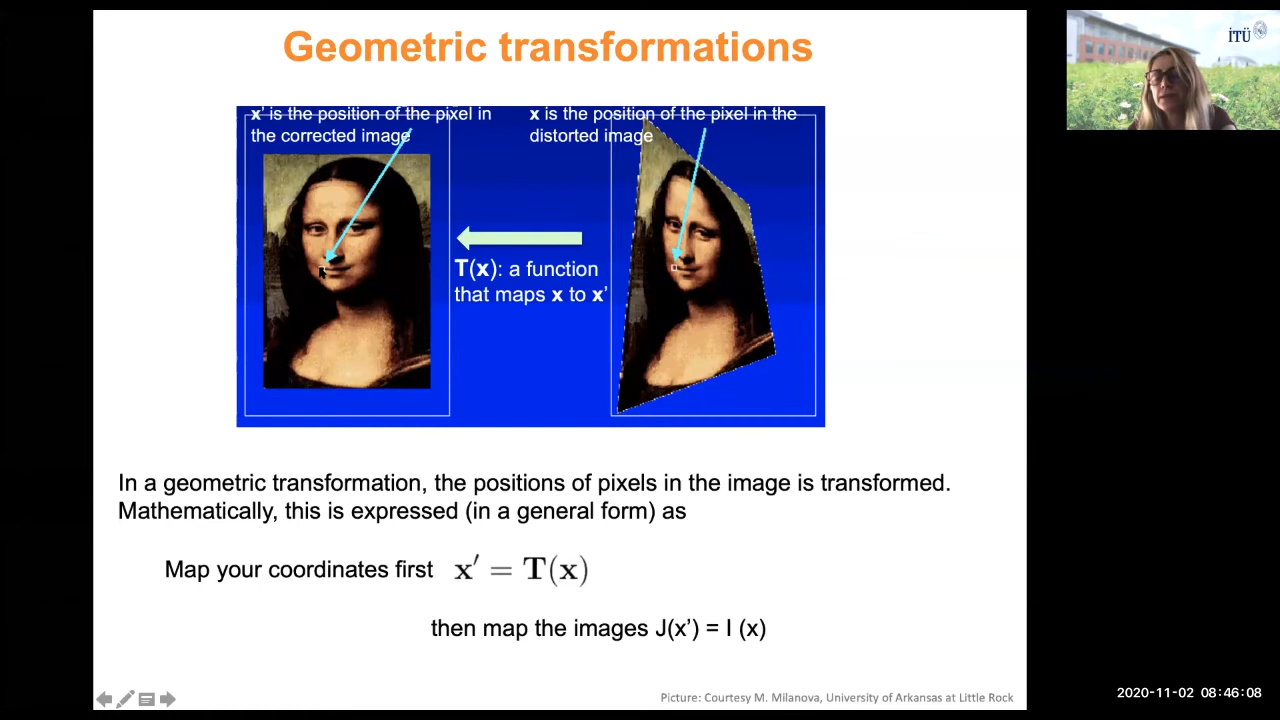 Geometric transformations
x' is the position of the pixel in
the corrected image
x is the position of the pixel in the
distorted image
T(x): a function
that maps x to x'
In a geometric transformation, the positions of pixels in the image is transformed.
Mathematically, this is expressed (in a general form) as
Map your coordinates first x′ = T(x)
then map the images J(x') = I (x)
Picture: Courtesy M. Milanova, University of Arkansas at Little Rock
İTÜ
2020-11-02 08:46:08